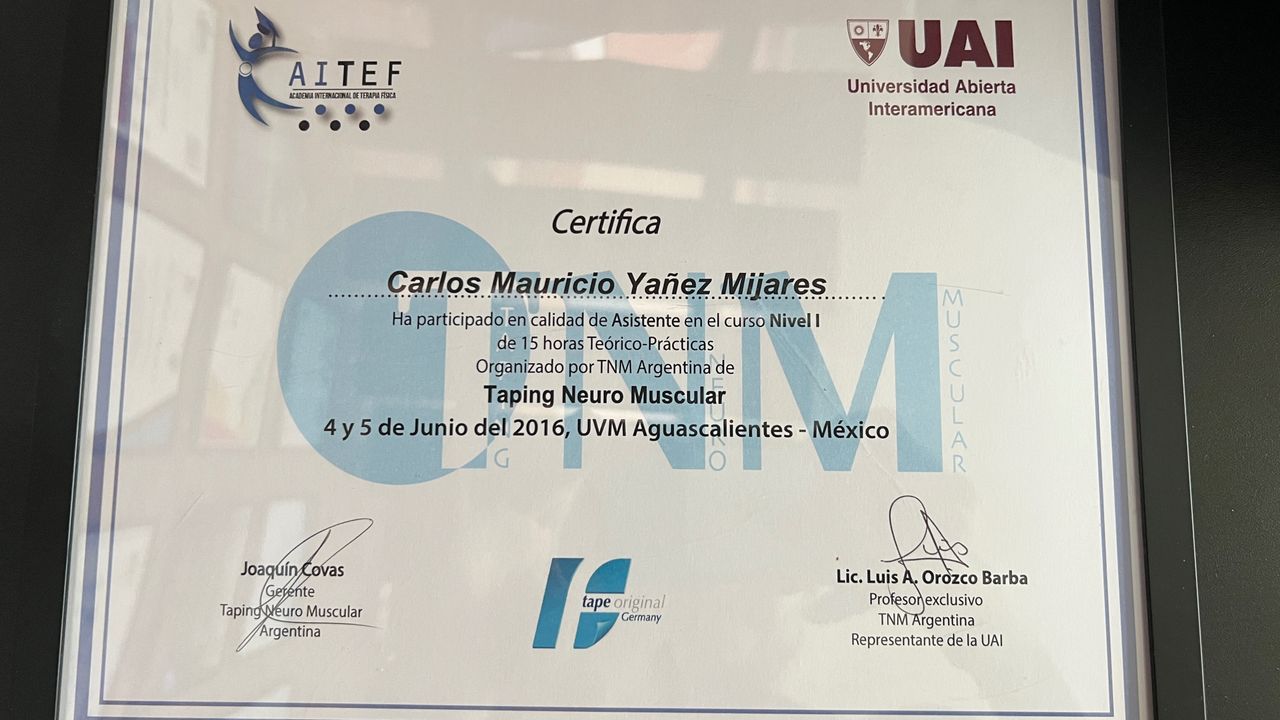 AITEF
ACADEMIA INTERNACIONAL DE TERAPIA FÍSICA
UAI
Universidad Abierta
Interamericana
Certifica
Carlos Mauricio Yañez Mijares
Ha participado en calidad de Asistente en el curso Nivel I
de 15 horas Teórico-Prácticas
Organizado por TNM Argentina de
Taping Neuro Muscular
4 y 5 de Junio del 2016, UVM Aguascalientes - México
TNM
NEURO
MUSCULAR
Joaquín Covas
Gerente
Taping Neuro Muscular
Argentina
tape original
Germany
Lic. Luis A. Orozco Barba
Profesor exclusivo
TNM Argentina
Representante de la UAI